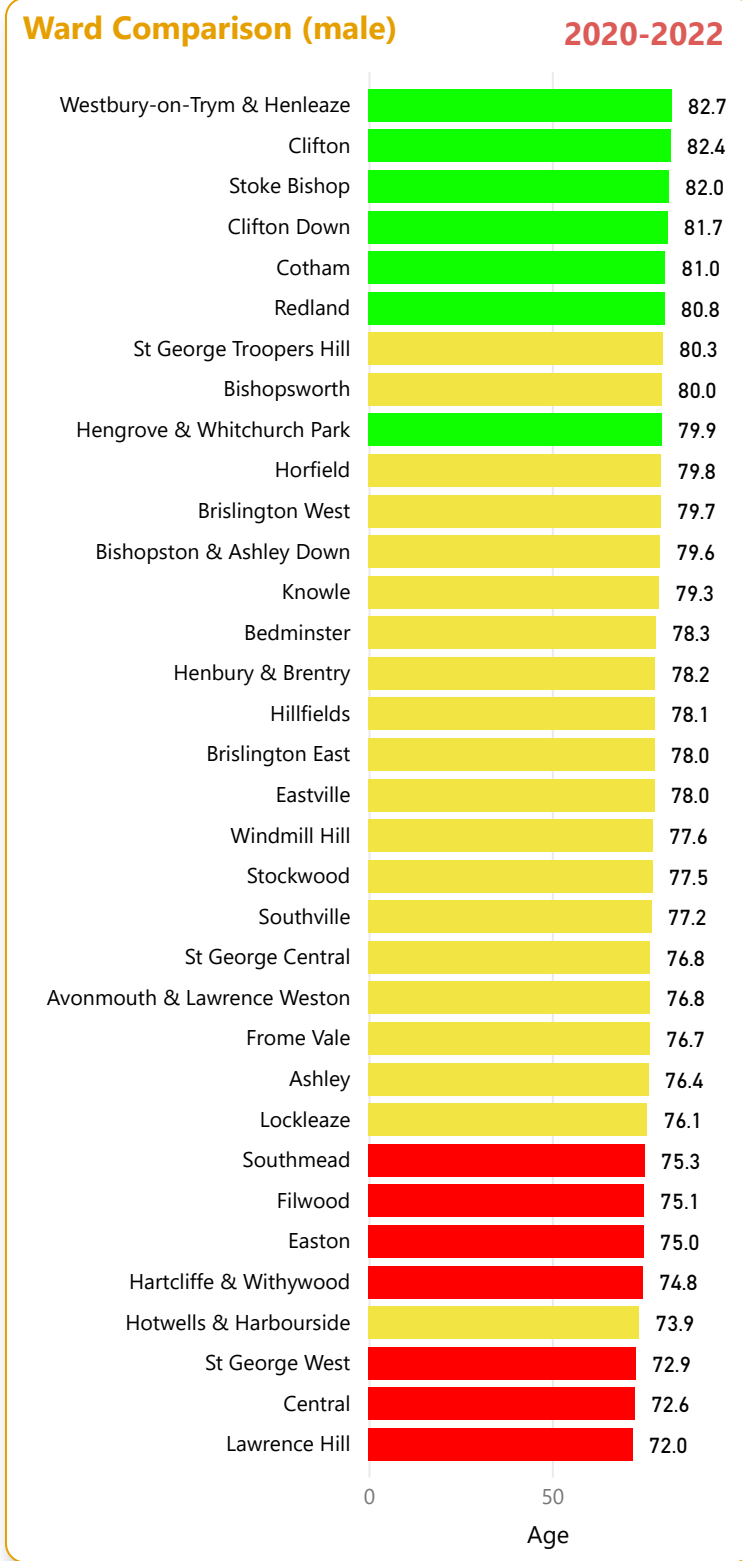 Ward Comparison (male) 2020-2022
Westbury-on-Trym & Henleaze 82.7
Clifton 82.4
Stoke Bishop 82.0
Clifton Down 81.7
Cotham 81.0
Redland 80.8
St George Troopers Hill 80.3
Bishopsworth 80.0
Hengrove & Whitchurch Park 79.9
Horfield 79.8
Brislington West 79.7
Bishopston & Ashley Down 79.6
Knowle 79.3
Bedminster 78.3
Henbury & Brentry 78.2
Hillfields 78.1
Brislington East 78.0
Eastville 78.0
Windmill Hill 77.6
Stockwood 77.5
Southville 77.2
St George Central 76.8
Avonmouth & Lawrence Weston 76.8
Frome Vale 76.7
Ashley 76.4
Lockleaze 76.1
Southmead 75.3
Filwood 75.1
Easton 75.0
Hartcliffe & Withywood 74.8
Hotwells & Harbourside 73.9
St George West 72.9
Central 72.6
Lawrence Hill 72.0
0 50
Age